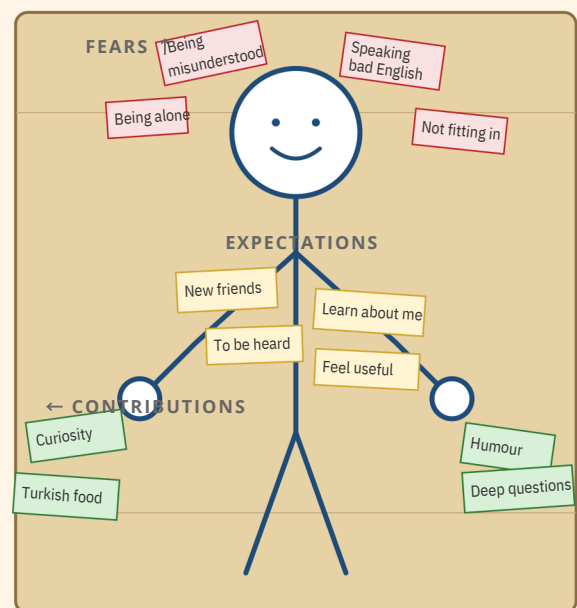 FEARS ↗
Being
misunderstood
Speaking
bad English
Being alone
Not fitting in
EXPECTATIONS
New friends
Learn about me
To be heard
Feel useful
← CONTRIBUTIONS
Curiosity
Humour
Turkish food
Deep questions